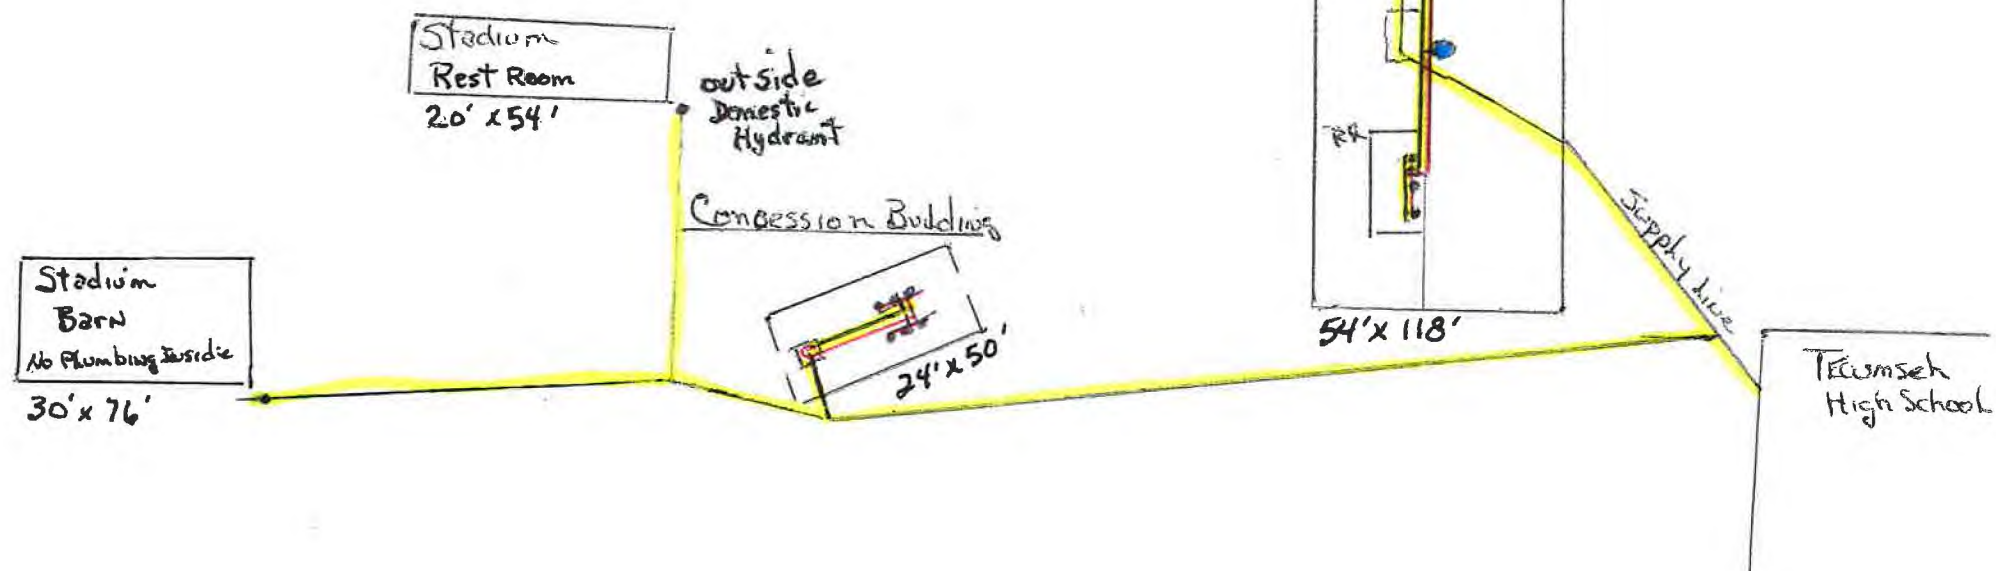 Stadium
Rest Room
20' x 54'
outside
Domestic
Hydrant
Concession Building
24' x 50'
Stadium
Barn
No Plumbing Inside
30' x 76'
RR
54' x 118'
Supply Line
Tecumseh
High School